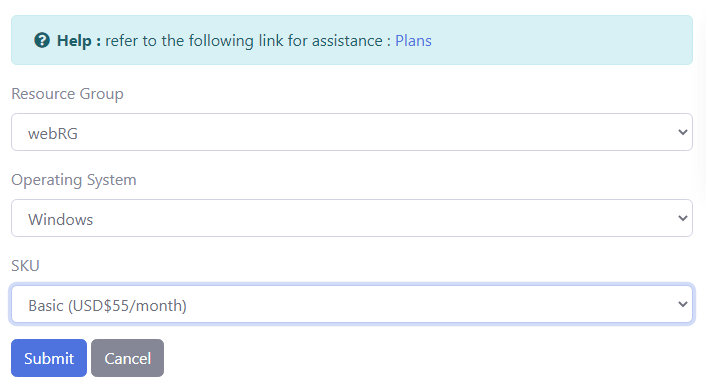 Help : refer to the following link for assistance : Plans
Resource Group
webRG
Operating System
Windows
SKU
Basic (USD$55/month)
Submit Cancel